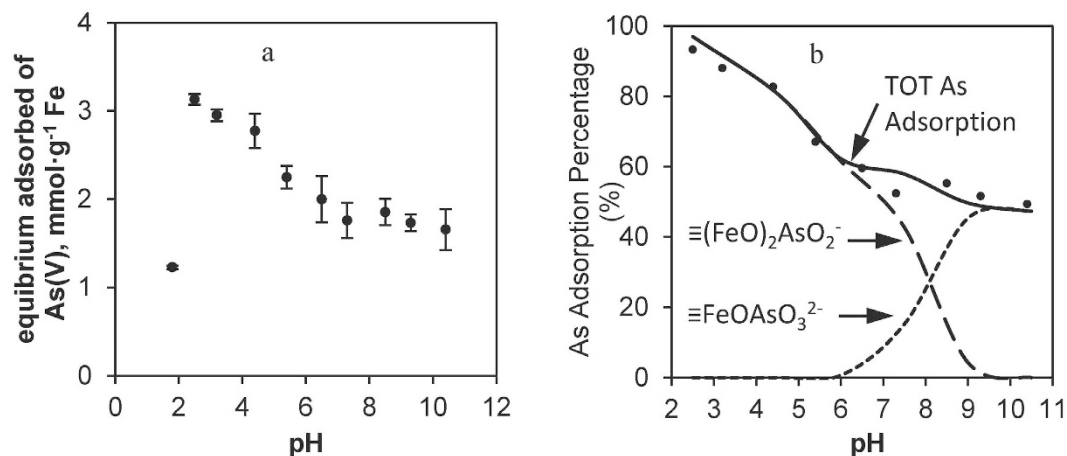 equibrium adsorbed of
As(V), mmol·g⁻¹ Fe
4
3
2
1
0
a
0 2 4 6 8 10 12
pH
As Adsorption Percentage
(%)
100
80
60
40
20
0
b
TOT As
Adsorption
≡(FeO)₂AsO₂⁻
≡FeOAsO₃²⁻
2 3 4 5 6 7 8 9 10 11
pH